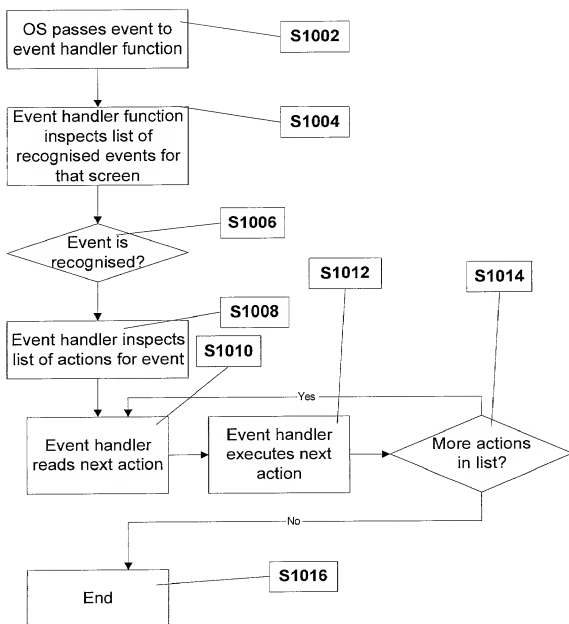 OS passes event to
event handler function
S1002
Event handler function
inspects list of
recognised events for
that screen
S1004
Event is
recognised?
S1006
Event handler inspects
list of actions for event
S1008
S1010
S1012
S1014
Yes
Event handler
reads next action
Event handler
executes next
action
More actions
in list?
No
End
S1016